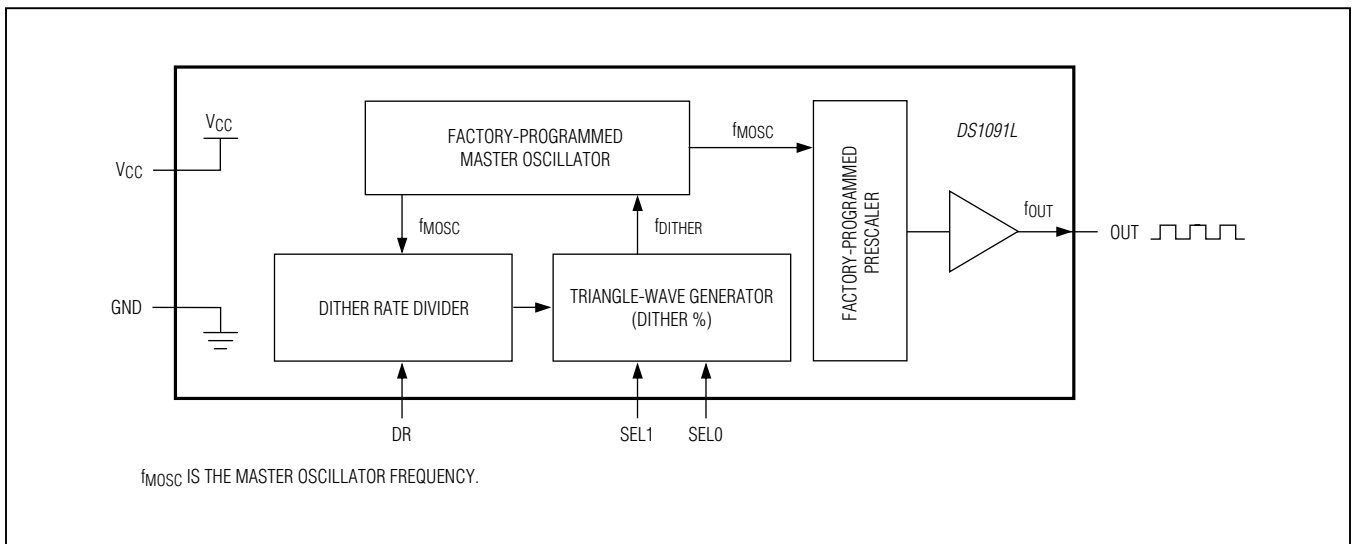 VCC
VCC
GND
FACTORY-PROGRAMMED
MASTER OSCILLATOR
fMOSC
fMOSC
fDITHER
DITHER RATE DIVIDER
TRIANGLE-WAVE GENERATOR
(DITHER %)
FACTORY-PROGRAMMED
PRESCALER
DS1091L
fOUT
OUT
DR
SEL1
SEL0
fMOSC IS THE MASTER OSCILLATOR FREQUENCY.